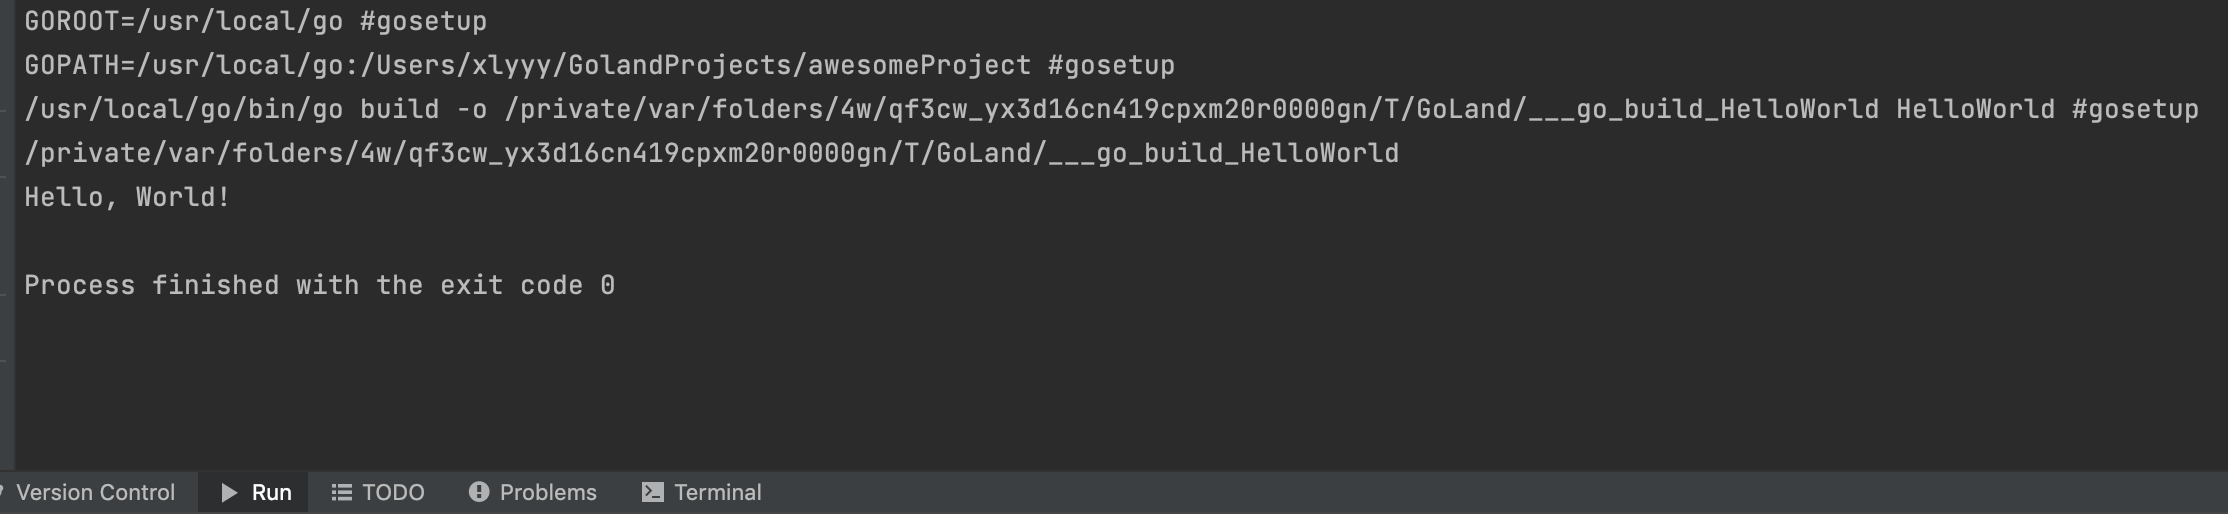 GOROOT=/usr/local/go #gosetup
GOPATH=/usr/local/go:/Users/xlyyy/GolandProjects/awesomeProject #gosetup
/usr/local/go/bin/go build -o /private/var/folders/4w/qf3cw_yx3d16cn419cpxm20r0000gn/T/GoLand/___go_build_HelloWorld HelloWorld #gosetup
/private/var/folders/4w/qf3cw_yx3d16cn419cpxm20r0000gn/T/GoLand/___go_build_HelloWorld
Hello, World!
Process finished with the exit code 0
Version Control Run TODO Problems Terminal